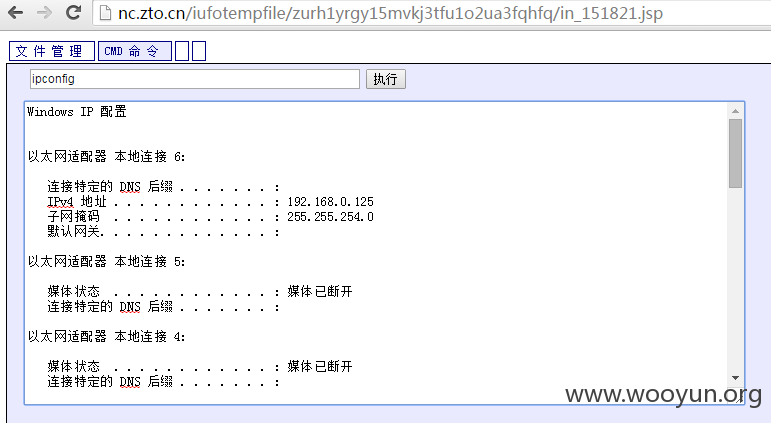 nc.zto.cn/iufotempfile/zurh1yrgy15mvkj3tfu1o2ua3fqhfq/in_151821.jsp
文件管理 CMD命令
ipconfig 执行
Windows IP 配置
以太网适配器 本地连接 6:
连接特定的 DNS 后缀 . . . . . . . :
IPv4 地址 . . . . . . . . . . . . : 192.168.0.125
子网掩码 . . . . . . . . . . . . : 255.255.254.0
默认网关. . . . . . . . . . . . . :
以太网适配器 本地连接 5:
媒体状态 . . . . . . . . . . . . : 媒体已断开
连接特定的 DNS 后缀 . . . . . . . :
以太网适配器 本地连接 4:
媒体状态 . . . . . . . . . . . . : 媒体已断开
连接特定的 DNS 后缀 . . . . . . . :
www.wooyun.org